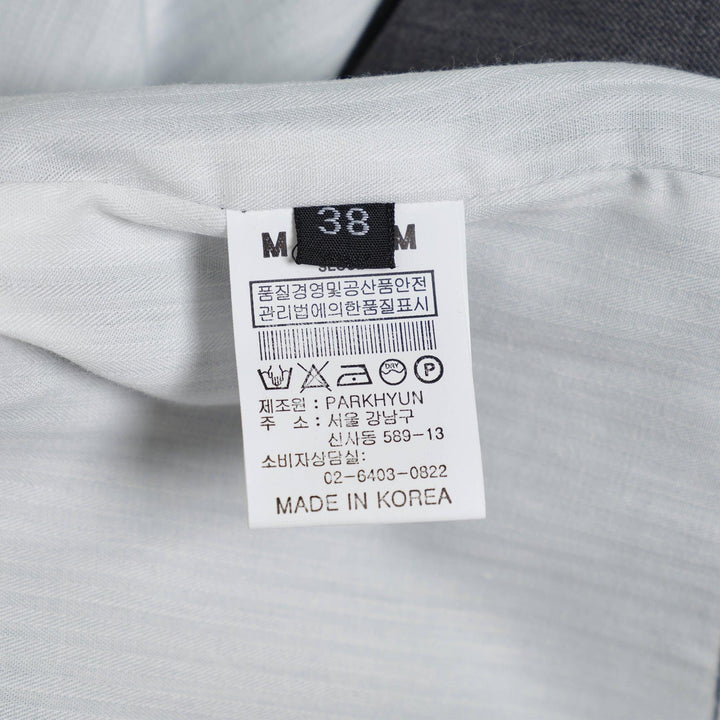 38
M M
품질경영및공산품안전
관리법에의한품질표시
DRY P
제조원 : PARKHYUN
주 소 : 서울 강남구
신사동 589-13
소비자상담실:
02-6403-0822
MADE IN KOREA